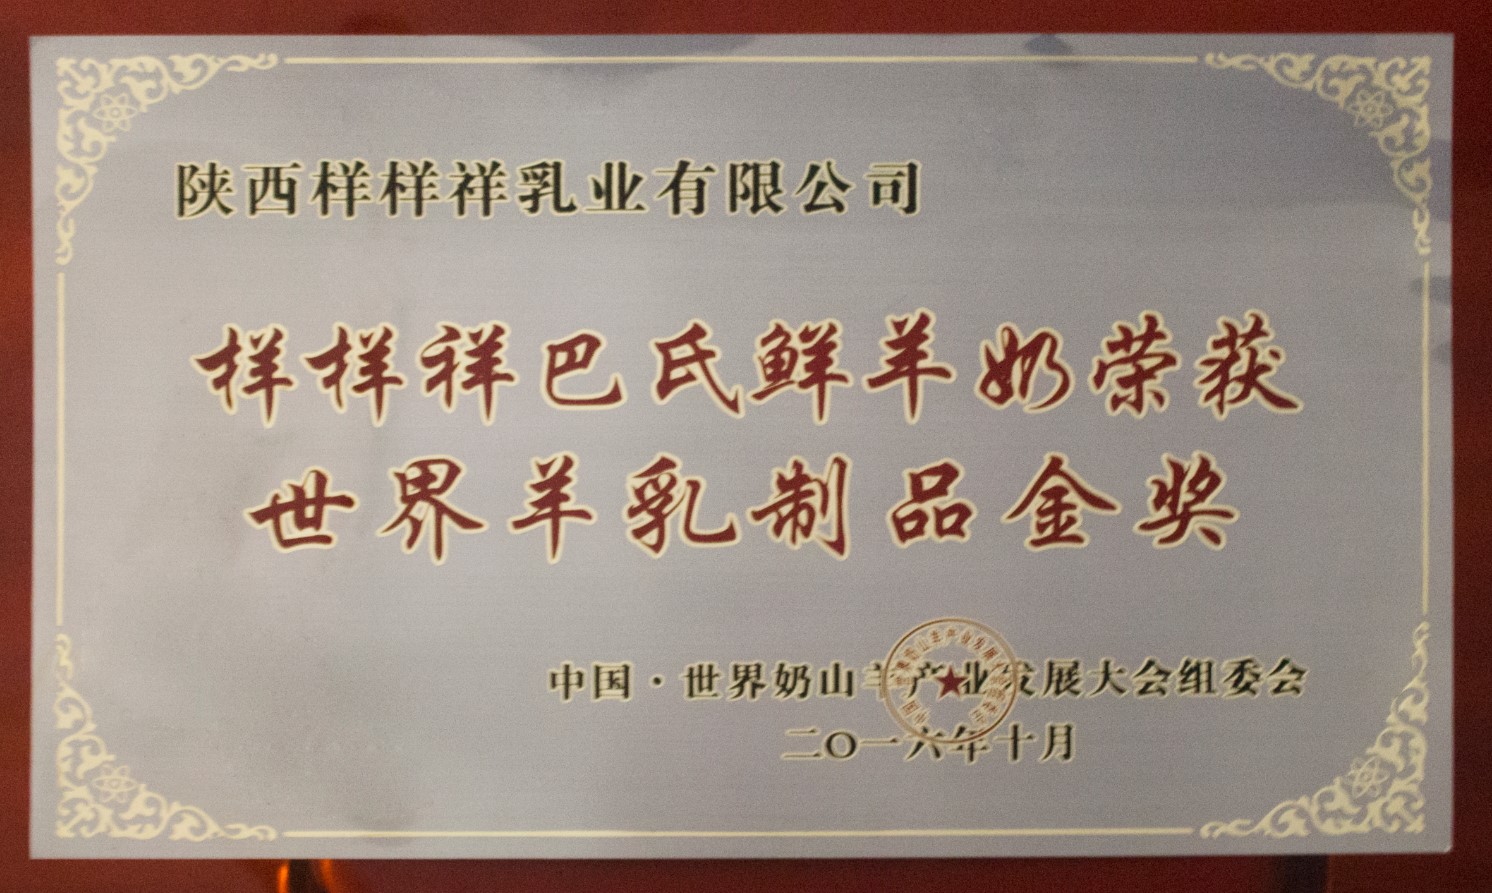 陕西样样祥乳业有限公司
样样祥巴氏鲜羊奶荣获
世界羊乳制品金奖
中国·世界奶山羊产业发展大会组委会
二〇一六年十月